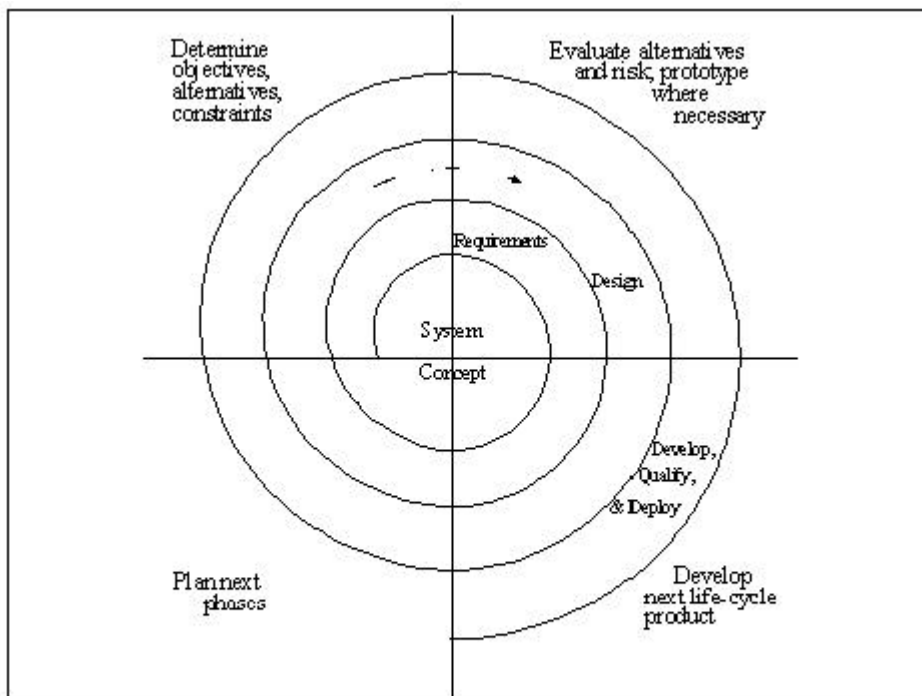 Determine
objectives,
alternatives,
constraints
Evaluate alternatives
and risk; prototype
where
necessary
Requirements
Design
System
Concept
Develop,
Qualify,
& Deploy
Plan next
phases
Develop
next life-cycle
product